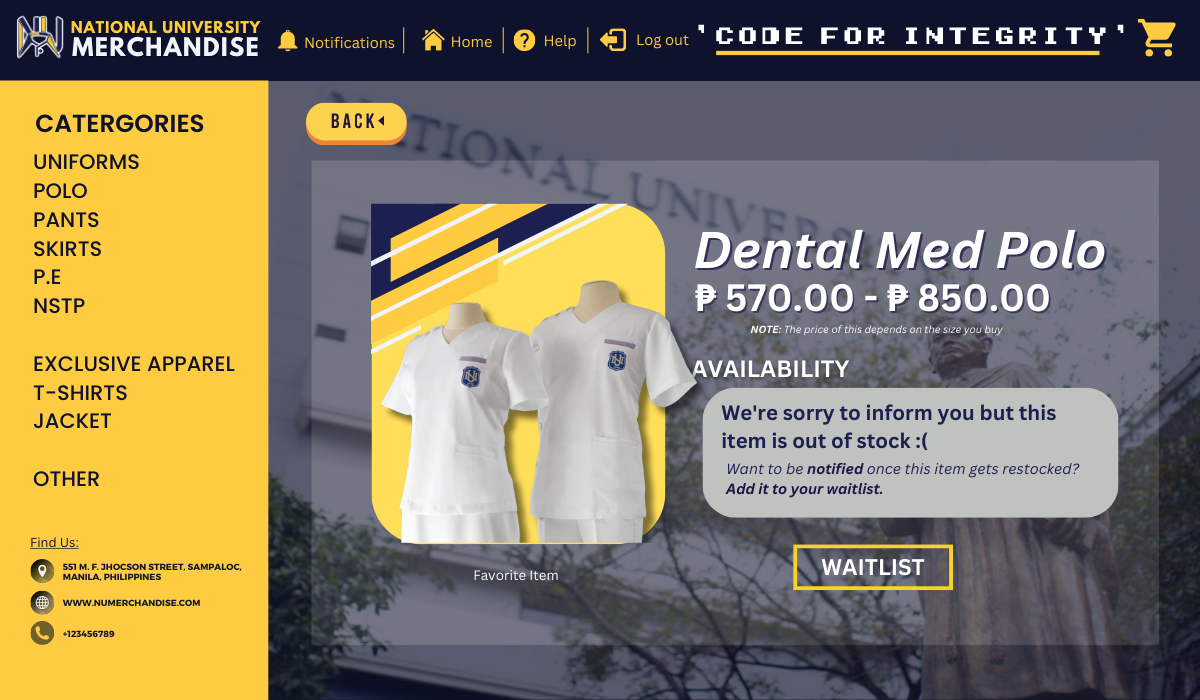 NATIONAL UNIVERSITY
MERCHANDISE
Notifications
Home
Help
Log out
'CODE FOR INTEGRITY'
CATERGORIES
UNIFORMS
POLO
PANTS
SKIRTS
P.E
NSTP
EXCLUSIVE APPAREL
T-SHIRTS
JACKET
OTHER
Find Us:
551 M. F. JHOCSON STREET, SAMPALOC,
MANILA, PHILIPPINES
WWW.NUMERCHANDISE.COM
+123456789
BACK
NATIONAL UNIVERS
Dental Med Polo
₱ 570.00 - ₱ 850.00
NOTE: The price of this depends on the size you buy
AVAILABILITY
We're sorry to inform you but this
item is out of stock :(
Want to be notified once this item gets restocked?
Add it to your waitlist.
Favorite Item
WAITLIST